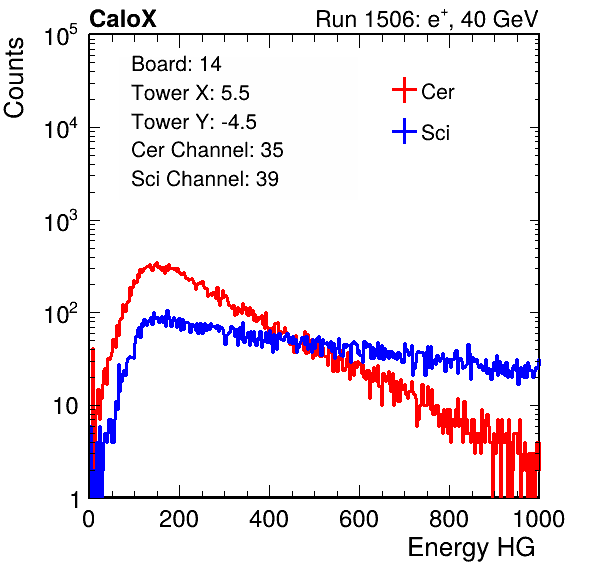 CaloX Run 1506: e⁺, 40 GeV
Counts
10⁵
10⁴
10³
10²
10
1
Board: 14
Tower X: 5.5
Tower Y: -4.5
Cer Channel: 35
Sci Channel: 39
Cer
Sci
0 200 400 600 800 1000
Energy HG